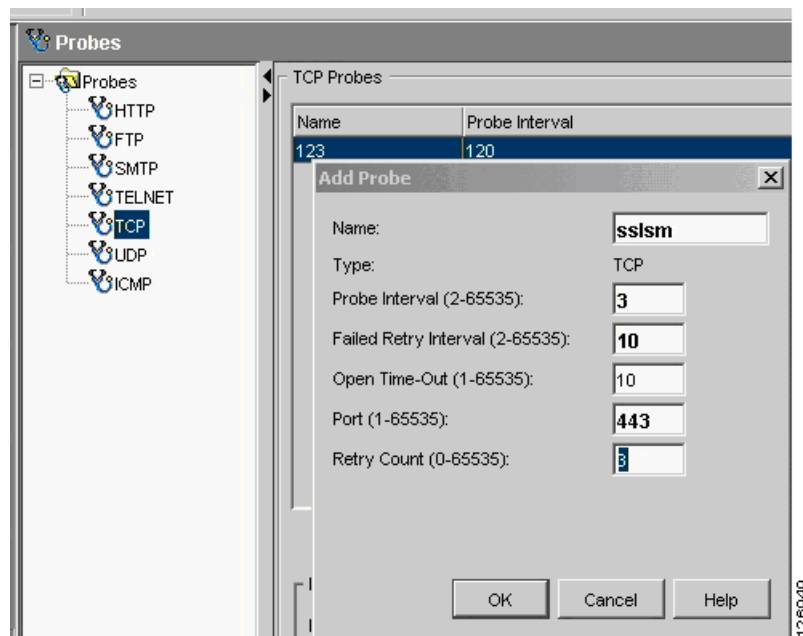 Probes
Probes
HTTP
FTP
SMTP
TELNET
TCP
UDP
ICMP
TCP Probes
Name Probe Interval
123 120
Add Probe
Name: sslsm
Type: TCP
Probe Interval (2-65535): 3
Failed Retry Interval (2-65535): 10
Open Time-Out (1-65535): 10
Port (1-65535): 443
Retry Count (0-65535): 3
OK Cancel Help